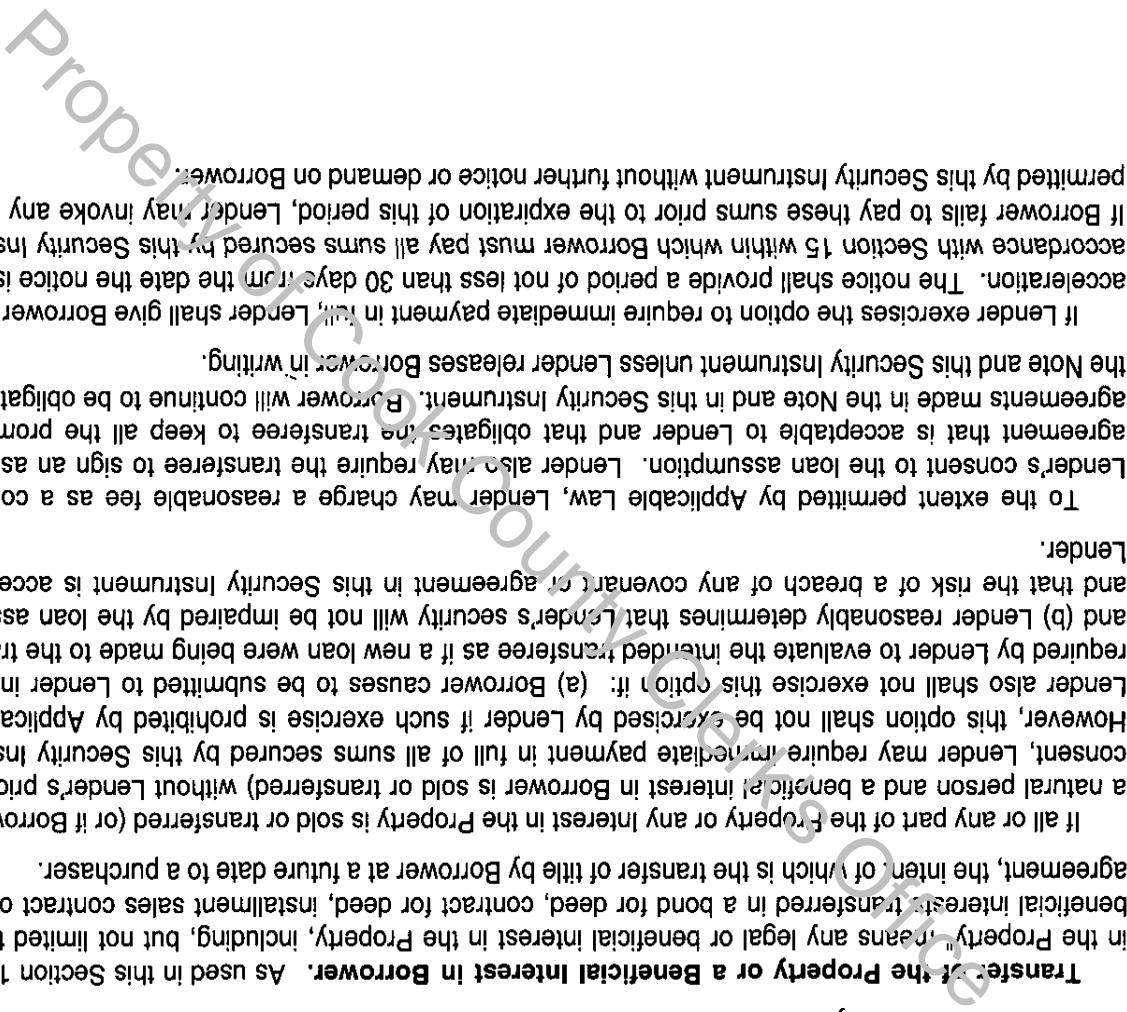 Transfer of the Property or a Beneficial Interest in Borrower. As used in this Section 1
in the Property" means any legal or beneficial interest in the Property, including, but not limited t
beneficial interests transferred in a bond for deed, contract for deed, installment sales contract o
agreement, the intent of which is the transfer of title by Borrower at a future date to a purchaser.
If all or any part of the Property or any Interest in the Property is sold or transferred (or if Borrow
a natural person and a beneficial interest in Borrower is sold or transferred) without Lender's prio
consent, Lender may require immediate payment in full of all sums secured by this Security Ins
However, this option shall not be exercised by Lender if such exercise is prohibited by Applica
Lender also shall not exercise this option if: (a) Borrower causes to be submitted to Lender in
required by Lender to evaluate the intended transferee as if a new loan were being made to the tr
and (b) Lender reasonably determines that Lender's security will not be impaired by the loan ass
and that the risk of a breach of any covenant or agreement in this Security Instrument is acce
Lender.
To the extent permitted by Applicable Law, Lender may charge a reasonable fee as a co
Lender's consent to the loan assumption. Lender also may require the transferee to sign an as
agreement that is acceptable to Lender and that obligates the transferee to keep all the prom
agreements made in the Note and in this Security Instrument. Borrower will continue to be obligat
the Note and this Security Instrument unless Lender releases Borrower in writing.
If Lender exercises the option to require immediate payment in full, Lender shall give Borrower
acceleration. The notice shall provide a period of not less than 30 days from the date the notice is
accordance with Section 15 within which Borrower must pay all sums secured by this Security Ins
If Borrower fails to pay these sums prior to the expiration of this period, Lender may invoke any
permitted by this Security Instrument without further notice or demand on Borrower.
Property of Cook County Clerk's Office